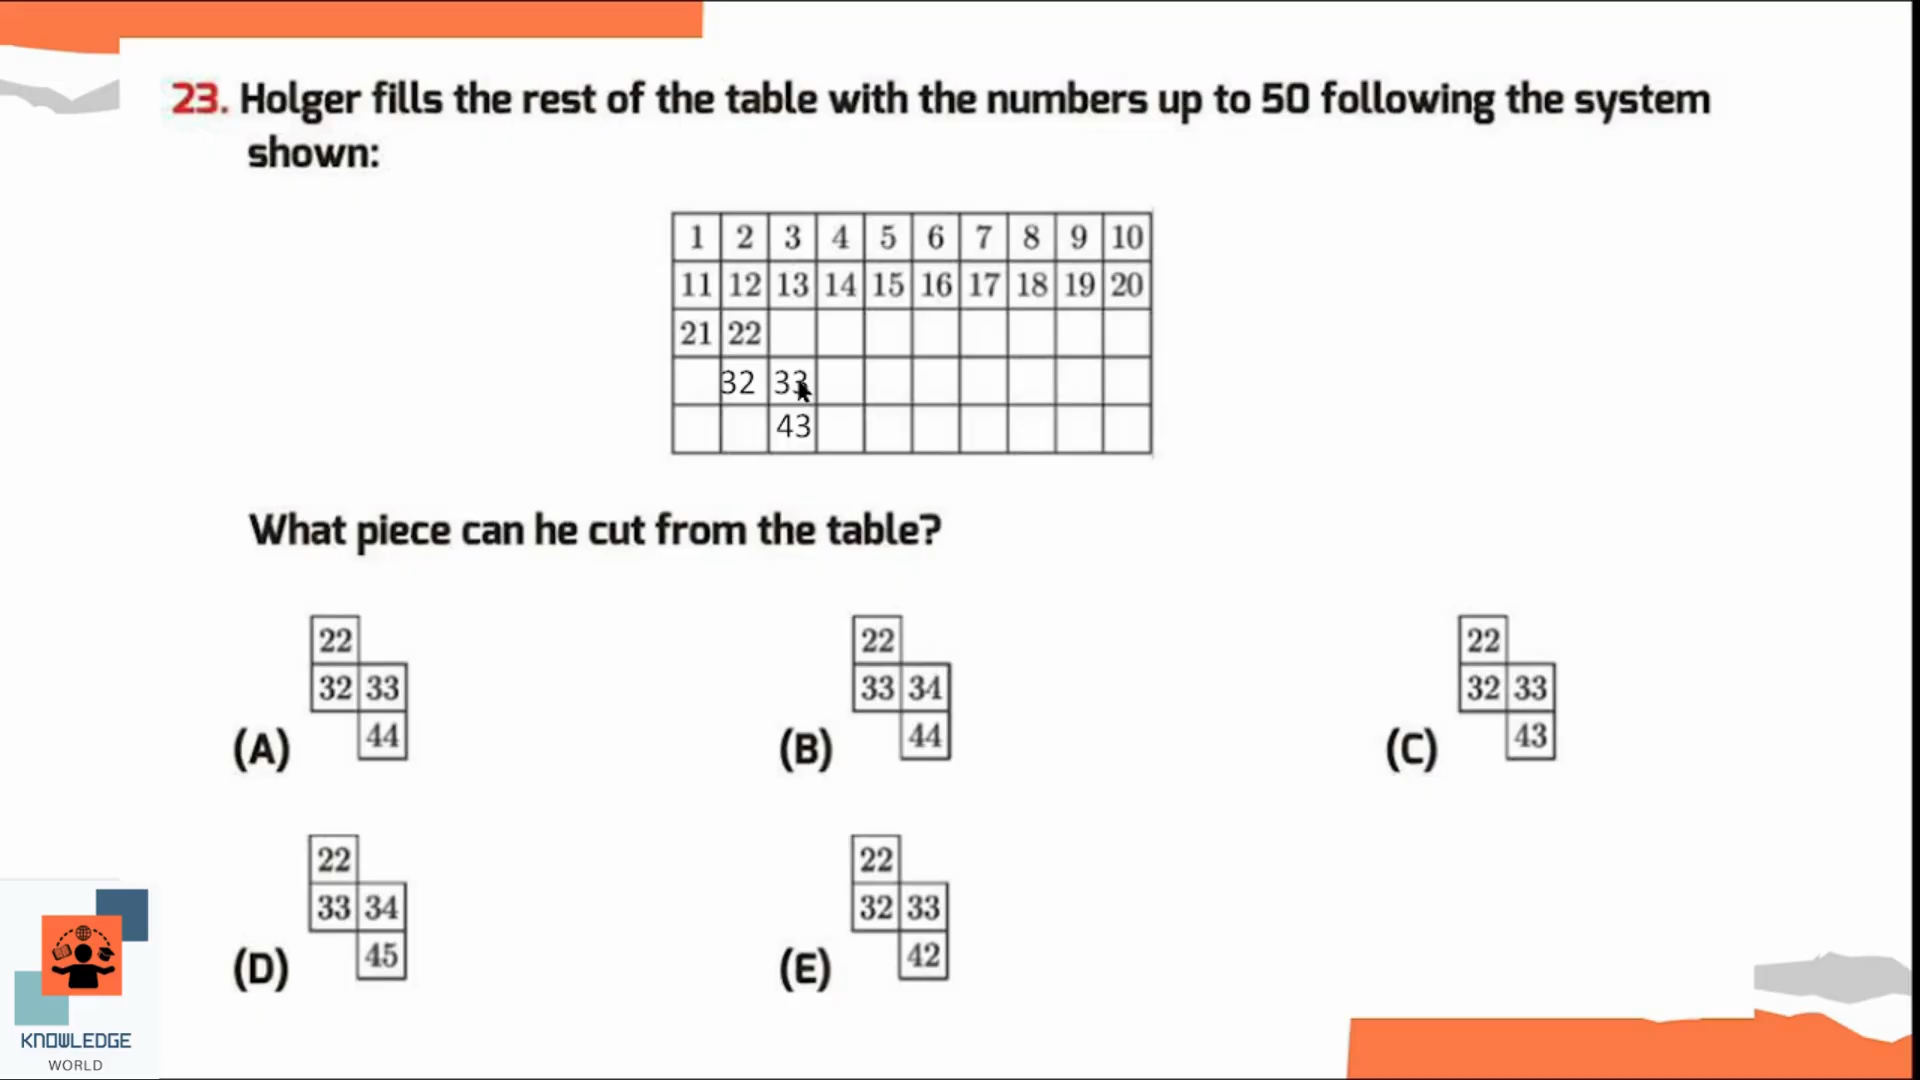 23. Holger fills the rest of the table with the numbers up to 50 following the system
shown:
1 2 3 4 5 6 7 8 9 10
11 12 13 14 15 16 17 18 19 20
21 22
32 33
43
What piece can he cut from the table?
(A)
22
32 33
44
(B)
22
33 34
44
(C)
22
32 33
43
(D)
22
33 34
45
(E)
22
32 33
42
KNOWLEDGE
WORLD